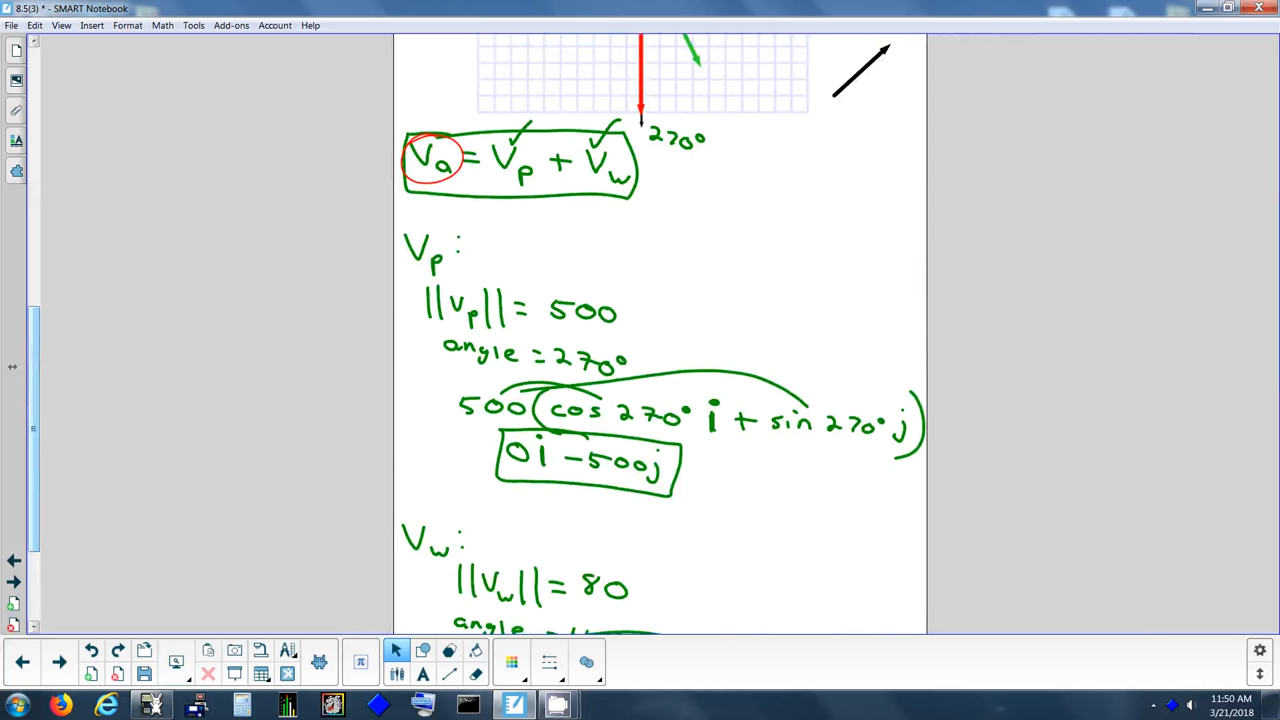 8.5(3) * - SMART Notebook
File Edit View Insert Format Math Tools Add-ons Account Help
270°
Va = Vp + Vw
Vp:
||Vp|| = 500
angle = 270°
500 (cos 270° i + sin 270° j)
0i - 500j
Vw:
||Vw|| = 80
angle =
11:50 AM
3/21/2018